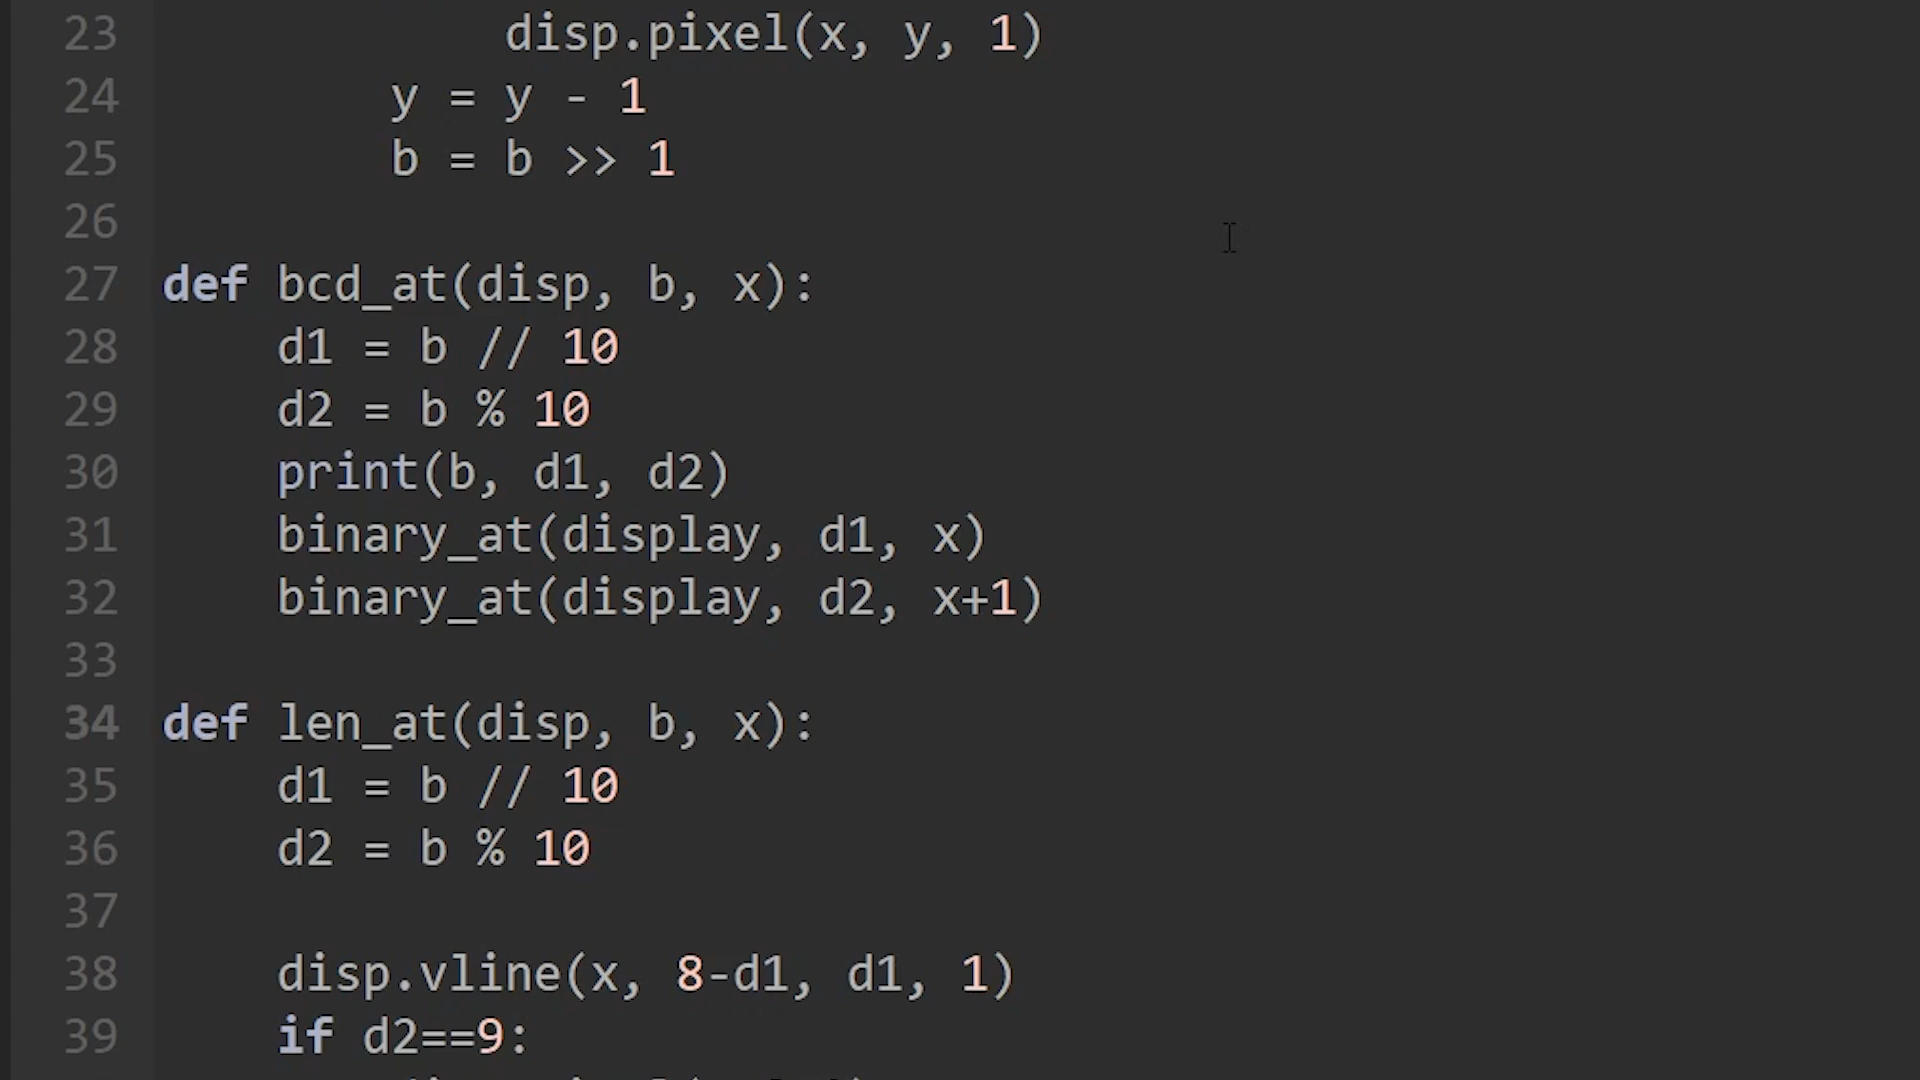 23 disp.pixel(x, y, 1)
24 y = y - 1
25 b = b >> 1
26
27 def bcd_at(disp, b, x):
28 d1 = b // 10
29 d2 = b % 10
30 print(b, d1, d2)
31 binary_at(display, d1, x)
32 binary_at(display, d2, x+1)
33
34 def len_at(disp, b, x):
35 d1 = b // 10
36 d2 = b % 10
37
38 disp.vline(x, 8-d1, d1, 1)
39 if d2==9: